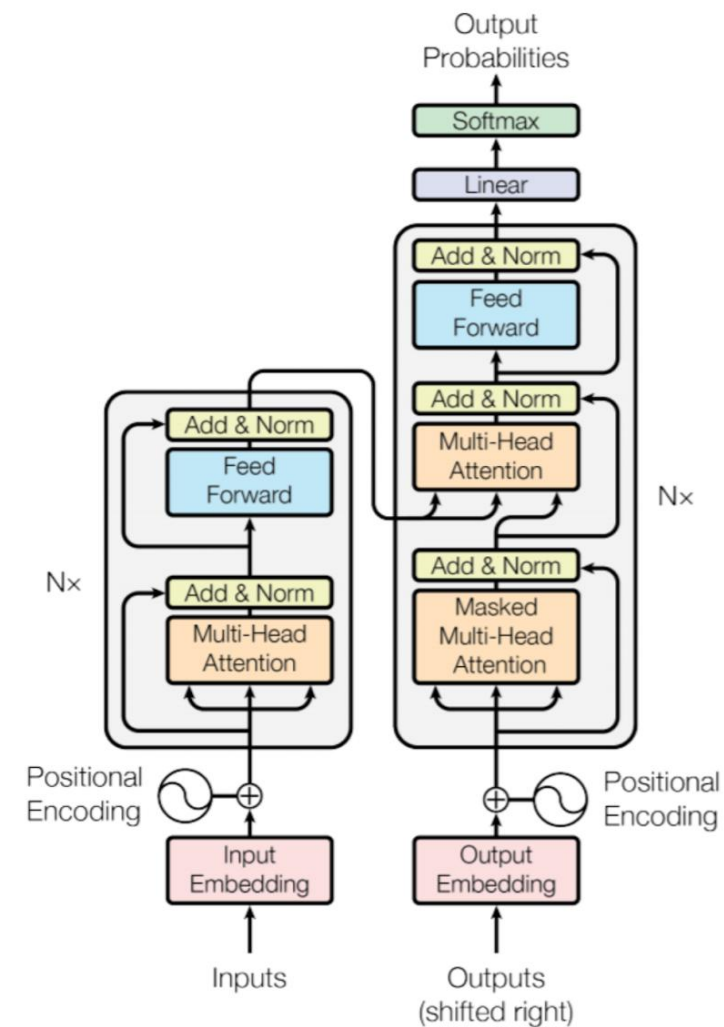 Output
Probabilities
Softmax
Linear
Add & Norm
Feed
Forward
Add & Norm
Multi-Head
Attention
Add & Norm
Masked
Multi-Head
Attention
Nx
Add & Norm
Feed
Forward
Add & Norm
Multi-Head
Attention
Nx
Positional
Encoding
Positional
Encoding
Input
Embedding
Output
Embedding
Inputs
Outputs
(shifted right)